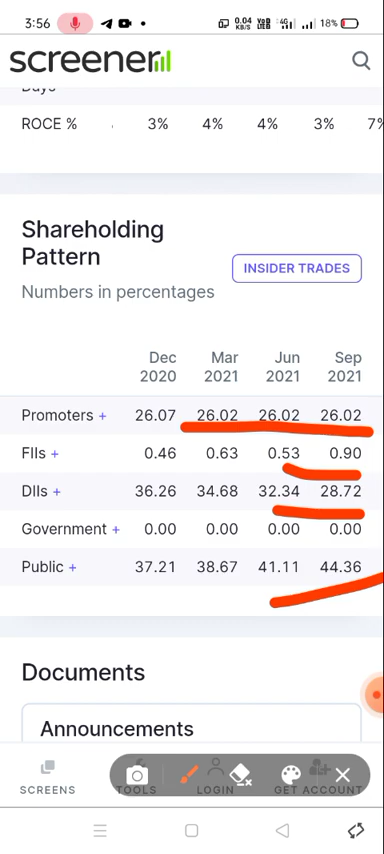 3:56 0.04 KB/S VoB LTEB 4G 18%
screener
Days
ROCE % 3% 4% 4% 3% 7%
Shareholding
Pattern
INSIDER TRADES
Numbers in percentages
Dec Mar Jun Sep
2020 2021 2021 2021
Promoters + 26.07 26.02 26.02 26.02
FIIs + 0.46 0.63 0.53 0.90
DIIs + 36.26 34.68 32.34 28.72
Government + 0.00 0.00 0.00 0.00
Public + 37.21 38.67 41.11 44.36
Documents
Announcements
SCREENS TOOLS LOGIN GET ACCOUNT